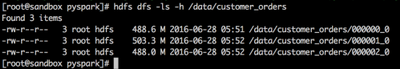 [root@sandbox pyspark]# hdfs dfs -ls -h /data/customer_orders
Found 3 items
-rw-r--r--   3 root hdfs    488.6 M 2016-06-28 05:51 /data/customer_orders/000000_0
-rw-r--r--   3 root hdfs    503.3 M 2016-06-28 05:52 /data/customer_orders/000001_0
-rw-r--r--   3 root hdfs    488.6 M 2016-06-28 05:52 /data/customer_orders/000002_0
[root@sandbox pyspark]#